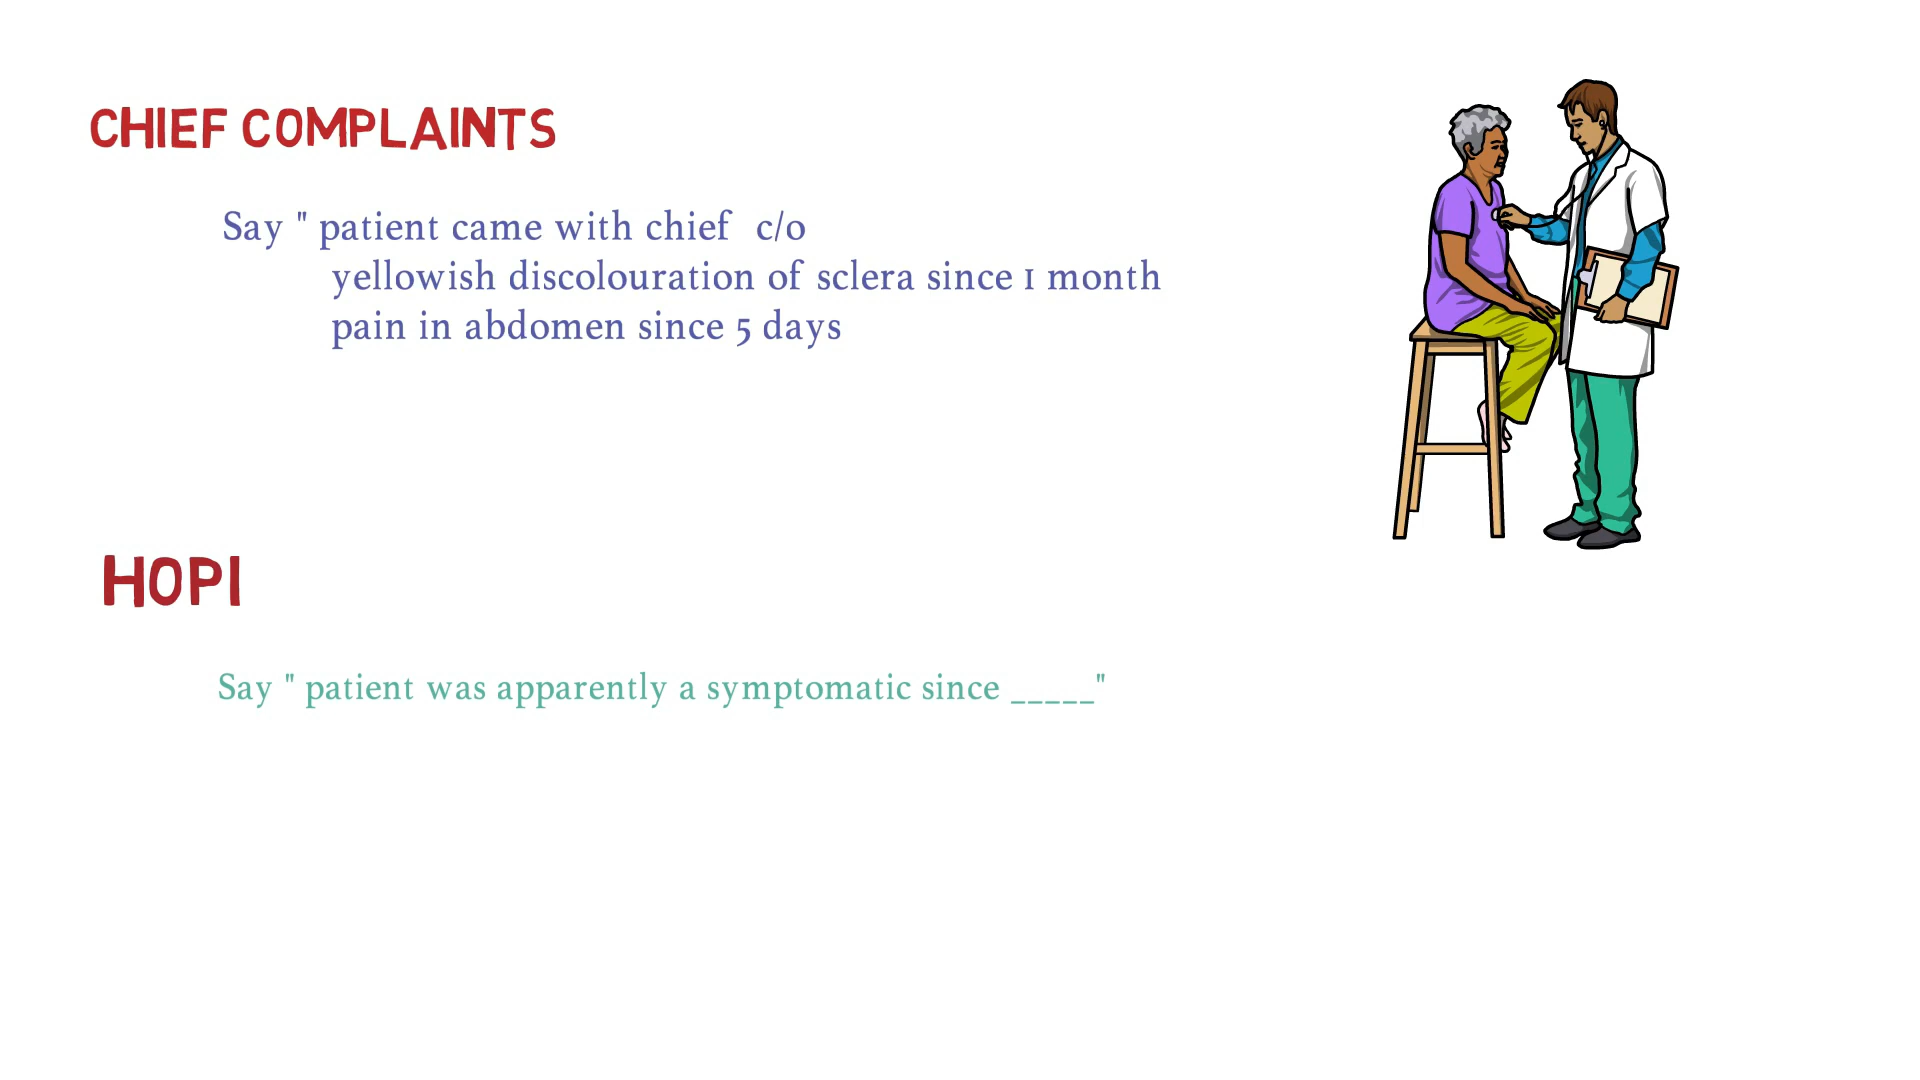 CHIEF COMPLAINTS
Say " patient came with chief c/o
yellowish discolouration of sclera since 1 month
pain in abdomen since 5 days
HOPI
Say " patient was apparently a symptomatic since _____"